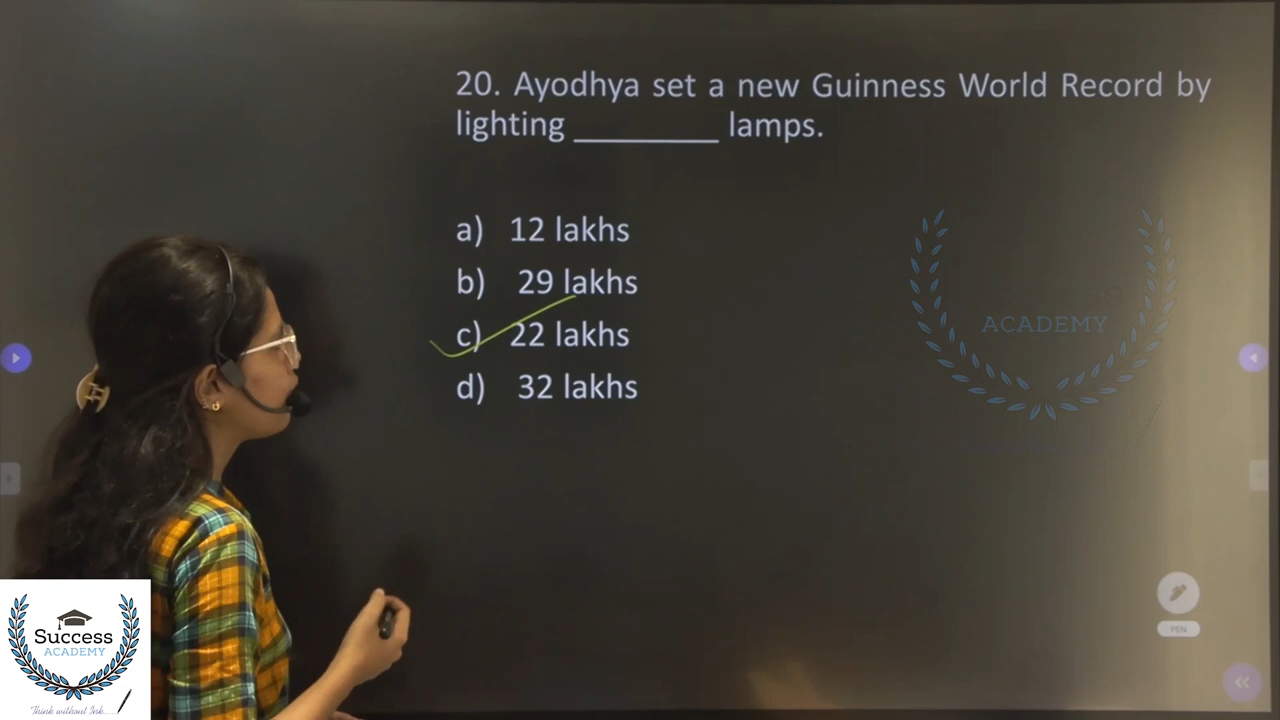 20. Ayodhya set a new Guinness World Record by
lighting ________ lamps.
a) 12 lakhs
b) 29 lakhs
c) 22 lakhs
d) 32 lakhs
ACADEMY
PEN
Success
ACADEMY
Think without Ink.....